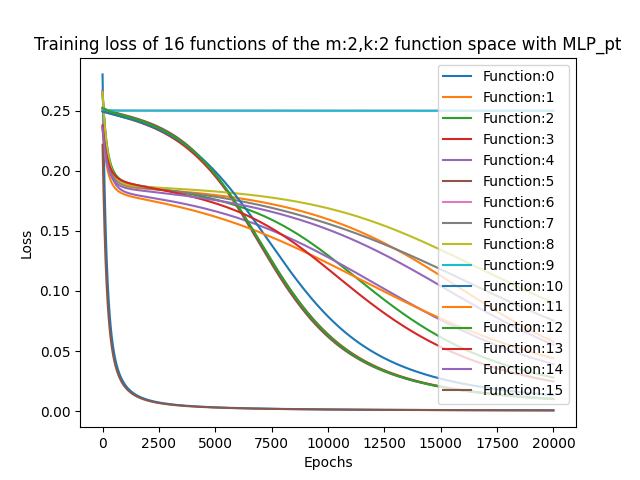 Training loss of 16 functions of the m:2,k:2 function space with MLP_pt
Loss
0.25
0.20
0.15
0.10
0.05
0.00
Function:0
Function:1
Function:2
Function:3
Function:4
Function:5
Function:6
Function:7
Function:8
Function:9
Function:10
Function:11
Function:12
Function:13
Function:14
Function:15
0 2500 5000 7500 10000 12500 15000 17500 20000
Epochs